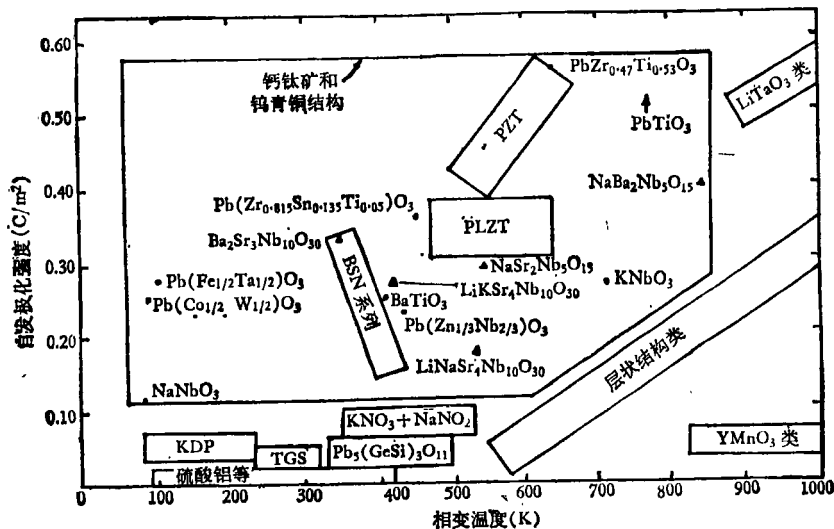 0.60
0.50
0.40
0.30
0.20
0.10
自发极化强度(C/m²)
钙钛矿和
钨青铜结构
PbZr₀.₄₇Ti₀.₅₃O₃
PZT
PbTiO₃
LiTaO₃ 类
NaBa₂Nb₅O₁₅
Pb(Zr₀.₈₁₅Sn₀.₁₃₅Ti₀.₀₅)O₃
PLZT
Ba₂Sr₃Nb₁₀O₃₀
BSN 系列
NaSr₂Nb₅O₁₅
Pb(Fe₁/₂Ta₁/₂)O₃
KNbO₃
LiKSr₄Nb₁₀O₃₀
Pb(Co₁/₂ W₁/₂)O₃
BaTiO₃
Pb(Zn₁/₃Nb₂/₃)O₃
LiNaSr₄Nb₁₀O₃₀
层状结构类
NaNbO₃
KNO₃+NaNO₂
YMnO₃ 类
KDP
TGS
Pb₅(GeSi)₃O₁₁
硫酸铝等
0 100 200 300 400 500 600 700 800 900 1000
相变温度(K)